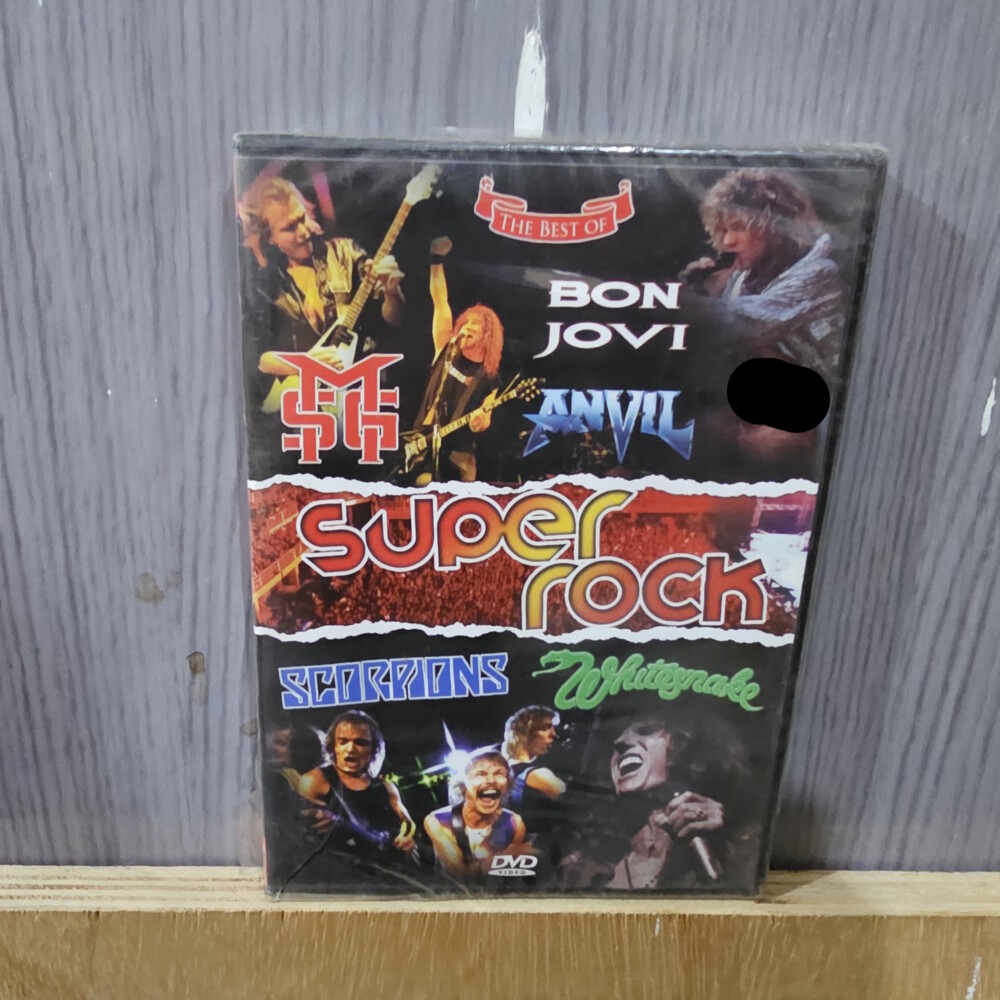 THE BEST OF
BON
JOVI
MSG
ANVIL
super
rock
SCORPIONS
Whitesnake
DVD
VIDEO